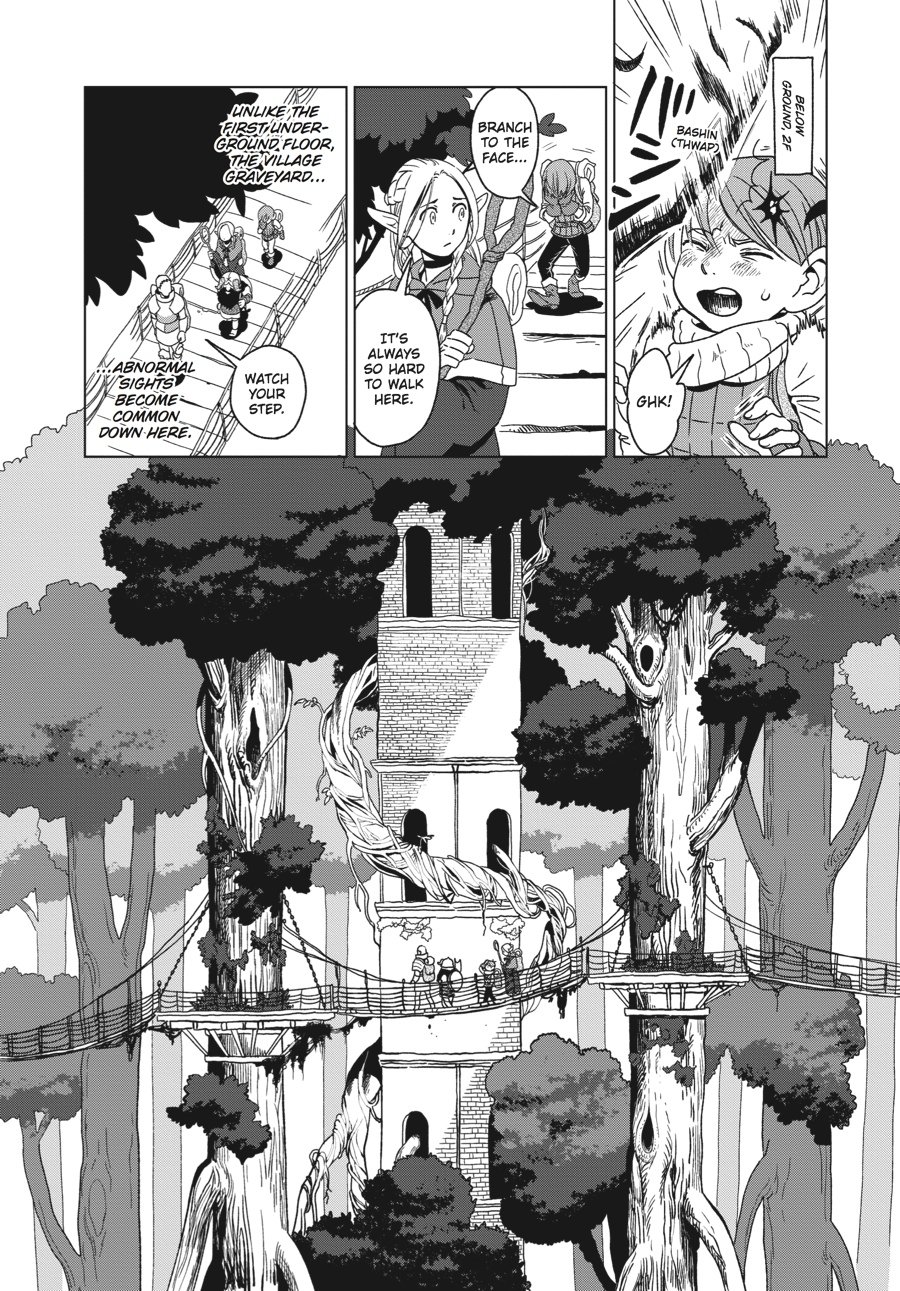 BELOW
GROUND, 2F
BASHIN
(THWAP)
GHK!
BRANCH
TO THE
FACE...
IT'S
ALWAYS
SO HARD
TO WALK
HERE.
UNLIKE THE
FIRST UNDER-
GROUND FLOOR,
THE VILLAGE
GRAVEYARD...
WATCH
YOUR
STEP.
...ABNORMAL
SIGHTS
BECOME
COMMON
DOWN HERE.